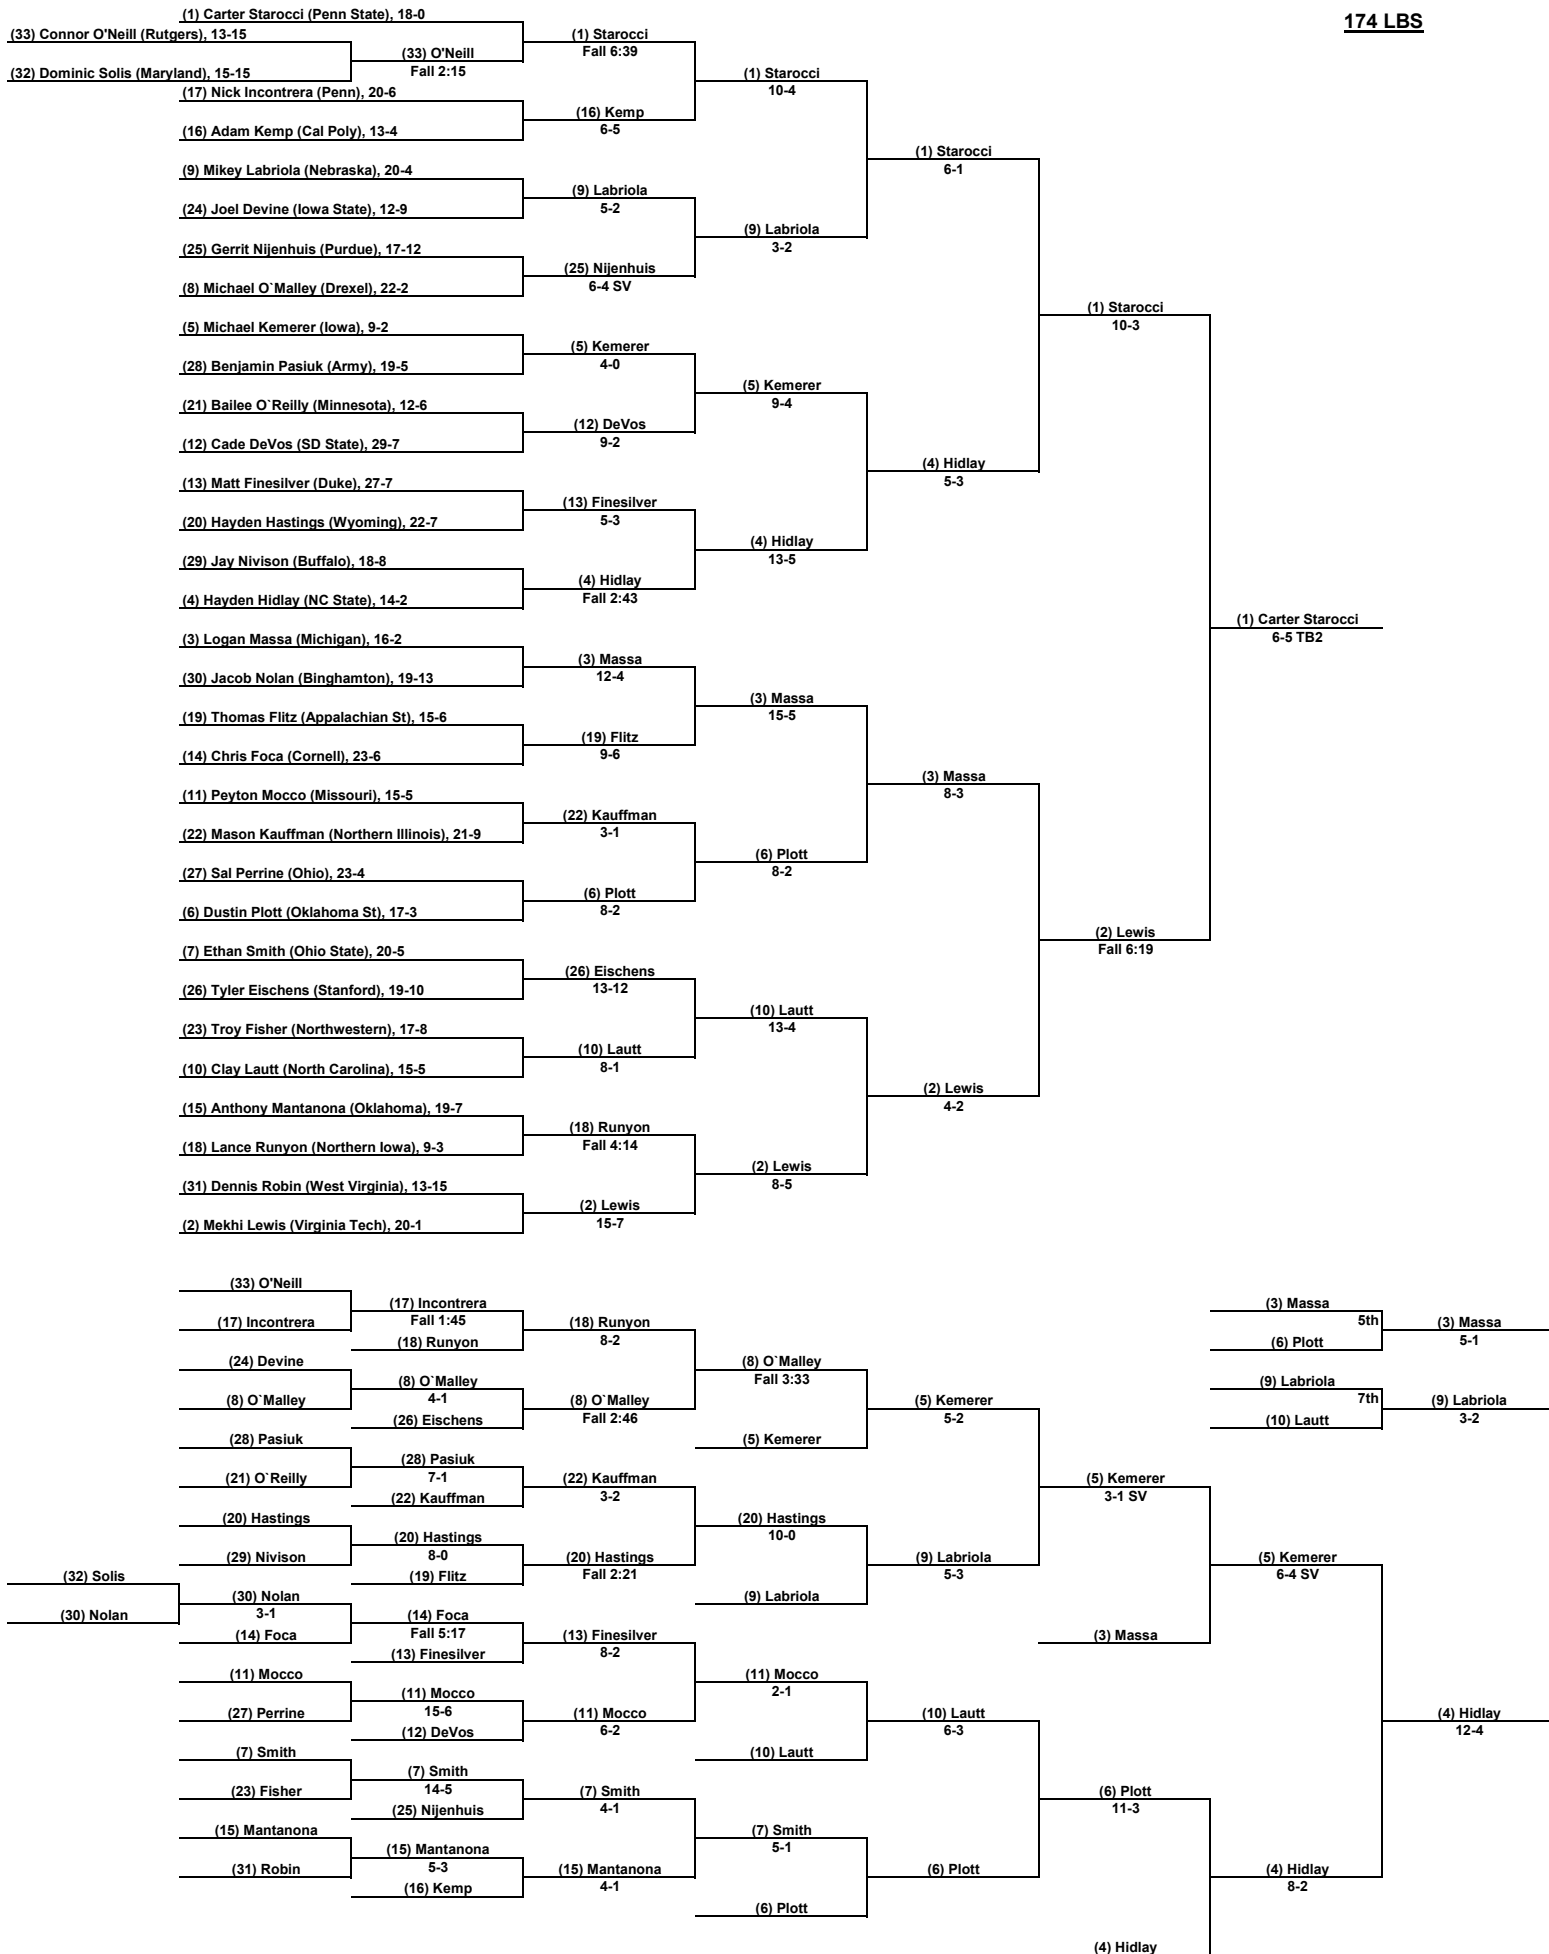 174 LBS
(1) Carter Starocci (Penn State), 18-0
(33) Connor O'Neill (Rutgers), 13-15
(1) Starocci
Fall 6:39
(33) O'Neill
Fall 2:15
(32) Dominic Solis (Maryland), 15-15
(1) Starocci
10-4
(17) Nick Incontrera (Penn), 20-6
(16) Kemp
6-5
(16) Adam Kemp (Cal Poly), 13-4
(1) Starocci
6-1
(9) Mikey Labriola (Nebraska), 20-4
(9) Labriola
5-2
(24) Joel Devine (Iowa State), 12-9
(9) Labriola
3-2
(25) Gerrit Nijenhuis (Purdue), 17-12
(25) Nijenhuis
6-4 SV
(8) Michael O`Malley (Drexel), 22-2
(1) Starocci
10-3
(5) Michael Kemerer (Iowa), 9-2
(5) Kemerer
4-0
(28) Benjamin Pasiuk (Army), 19-5
(5) Kemerer
9-4
(21) Bailee O`Reilly (Minnesota), 12-6
(12) DeVos
9-2
(12) Cade DeVos (SD State), 29-7
(4) Hidlay
5-3
(13) Matt Finesilver (Duke), 27-7
(13) Finesilver
5-3
(20) Hayden Hastings (Wyoming), 22-7
(4) Hidlay
13-5
(29) Jay Nivison (Buffalo), 18-8
(4) Hidlay
Fall 2:43
(4) Hayden Hidlay (NC State), 14-2
(1) Carter Starocci
6-5 TB2
(3) Logan Massa (Michigan), 16-2
(3) Massa
12-4
(30) Jacob Nolan (Binghamton), 19-13
(3) Massa
15-5
(19) Thomas Flitz (Appalachian St), 15-6
(19) Flitz
9-6
(14) Chris Foca (Cornell), 23-6
(3) Massa
8-3
(11) Peyton Mocco (Missouri), 15-5
(22) Kauffman
3-1
(22) Mason Kauffman (Northern Illinois), 21-9
(6) Plott
8-2
(27) Sal Perrine (Ohio), 23-4
(6) Plott
8-2
(6) Dustin Plott (Oklahoma St), 17-3
(2) Lewis
Fall 6:19
(7) Ethan Smith (Ohio State), 20-5
(26) Eischens
13-12
(26) Tyler Eischens (Stanford), 19-10
(10) Lautt
13-4
(23) Troy Fisher (Northwestern), 17-8
(10) Lautt
8-1
(10) Clay Lautt (North Carolina), 15-5
(2) Lewis
4-2
(15) Anthony Mantanona (Oklahoma), 19-7
(18) Runyon
Fall 4:14
(18) Lance Runyon (Northern Iowa), 9-3
(2) Lewis
8-5
(31) Dennis Robin (West Virginia), 13-15
(2) Lewis
15-7
(2) Mekhi Lewis (Virginia Tech), 20-1
(33) O'Neill
(17) Incontrera
Fall 1:45
(3) Massa
(17) Incontrera
(18) Runyon
8-2
5th
(3) Massa
5-1
(18) Runyon
(6) Plott
(24) Devine
(8) O`Malley
Fall 3:33
(8) O`Malley
4-1
(9) Labriola
(8) O`Malley
(8) O`Malley
Fall 2:46
(5) Kemerer
5-2
7th
(9) Labriola
3-2
(26) Eischens
(10) Lautt
(28) Pasiuk
(5) Kemerer
(28) Pasiuk
7-1
(21) O`Reilly
(22) Kauffman
3-2
(5) Kemerer
3-1 SV
(22) Kauffman
(20) Hastings
(20) Hastings
10-0
(20) Hastings
8-0
(29) Nivison
(20) Hastings
Fall 2:21
(9) Labriola
5-3
(5) Kemerer
6-4 SV
(32) Solis
(19) Flitz
(30) Nolan
3-1
(9) Labriola
(30) Nolan
(14) Foca
Fall 5:17
(14) Foca
(13) Finesilver
8-2
(3) Massa
(13) Finesilver
(11) Mocco
(11) Mocco
2-1
(11) Mocco
15-6
(27) Perrine
(11) Mocco
6-2
(10) Lautt
6-3
(4) Hidlay
12-4
(12) DeVos
(7) Smith
(10) Lautt
(7) Smith
14-5
(23) Fisher
(7) Smith
4-1
(6) Plott
11-3
(25) Nijenhuis
(15) Mantanona
(7) Smith
5-1
(15) Mantanona
5-3
(31) Robin
(15) Mantanona
4-1
(6) Plott
(4) Hidlay
8-2
(16) Kemp
(6) Plott
(4) Hidlay